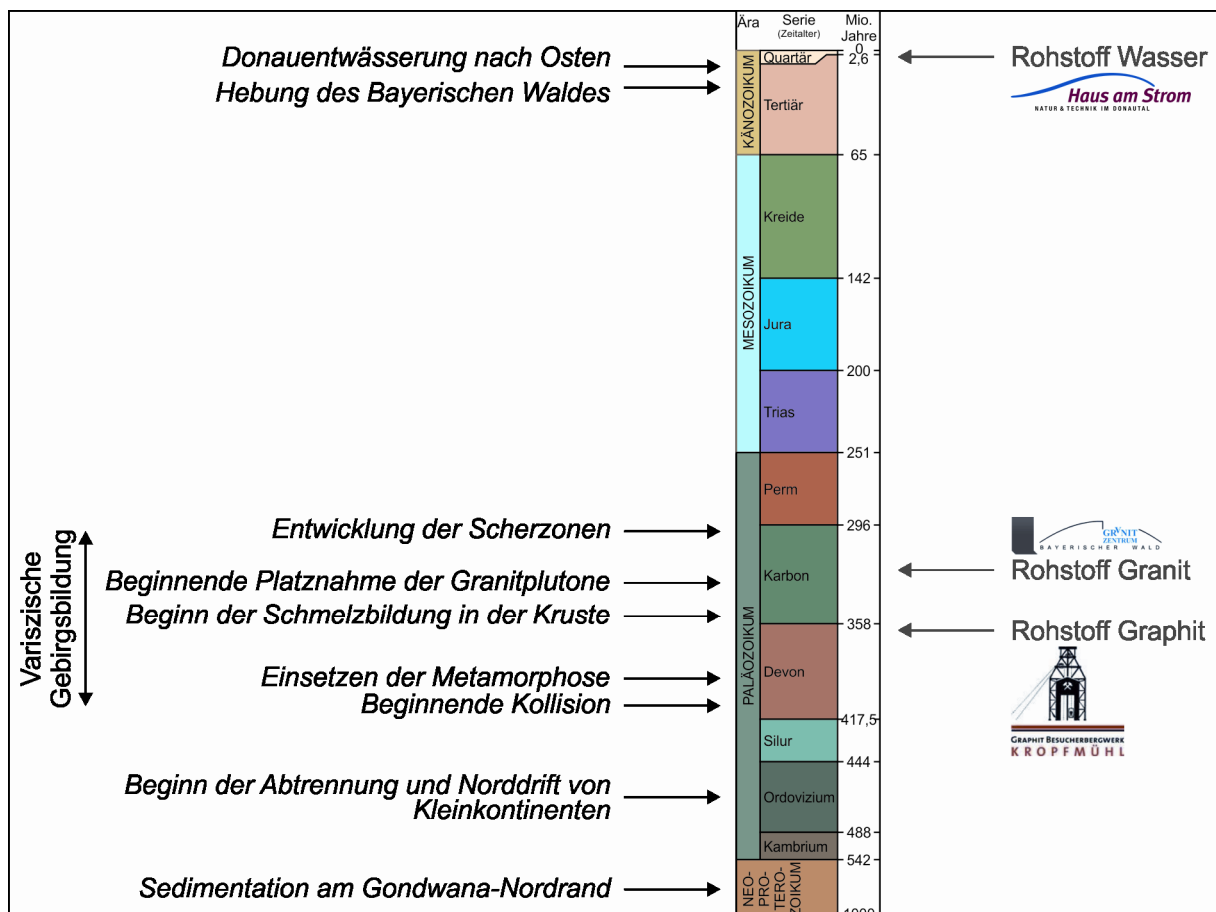 Ära
Serie
(Zeitalter)
Mio.
Jahre
0
Donauentwässerung nach Osten
Quartär
2,6
Rohstoff Wasser
Hebung des Bayerischen Waldes
Haus am Strom
NATUR & TECHNIK IM DONAUTAL
KÄNOZOIKUM
Tertiär
65
MESOZOIKUM
Kreide
142
Jura
200
Trias
251
PALÄOZOIKUM
Perm
Entwicklung der Scherzonen
296
GRANIT
ZENTRUM
BAYERISCHER WALD
Variszische
Gebirgsbildung
Beginnende Platznahme der Granitplutone
Karbon
Rohstoff Granit
Beginn der Schmelzbildung in der Kruste
358
Rohstoff Graphit
Einsetzen der Metamorphose
Devon
Beginnende Kollision
417,5
Silur
GRAPHIT BESUCHERBERGWERK
KROPFMÜHL
444
Beginn der Abtrennung und Norddrift von
Kleinkontinenten
Ordovizium
488
Kambrium
542
Sedimentation am Gondwana-Nordrand
NEO-
PRO-
TERO-
ZOIKUM
1000